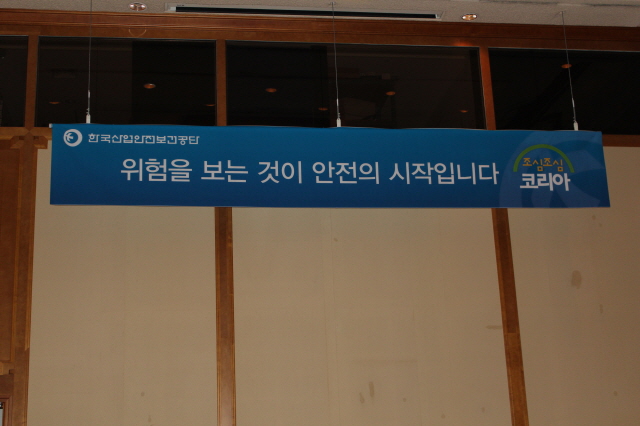 한국산업안전보건공단
위험을 보는 것이 안전의 시작입니다
조심조심
코리아